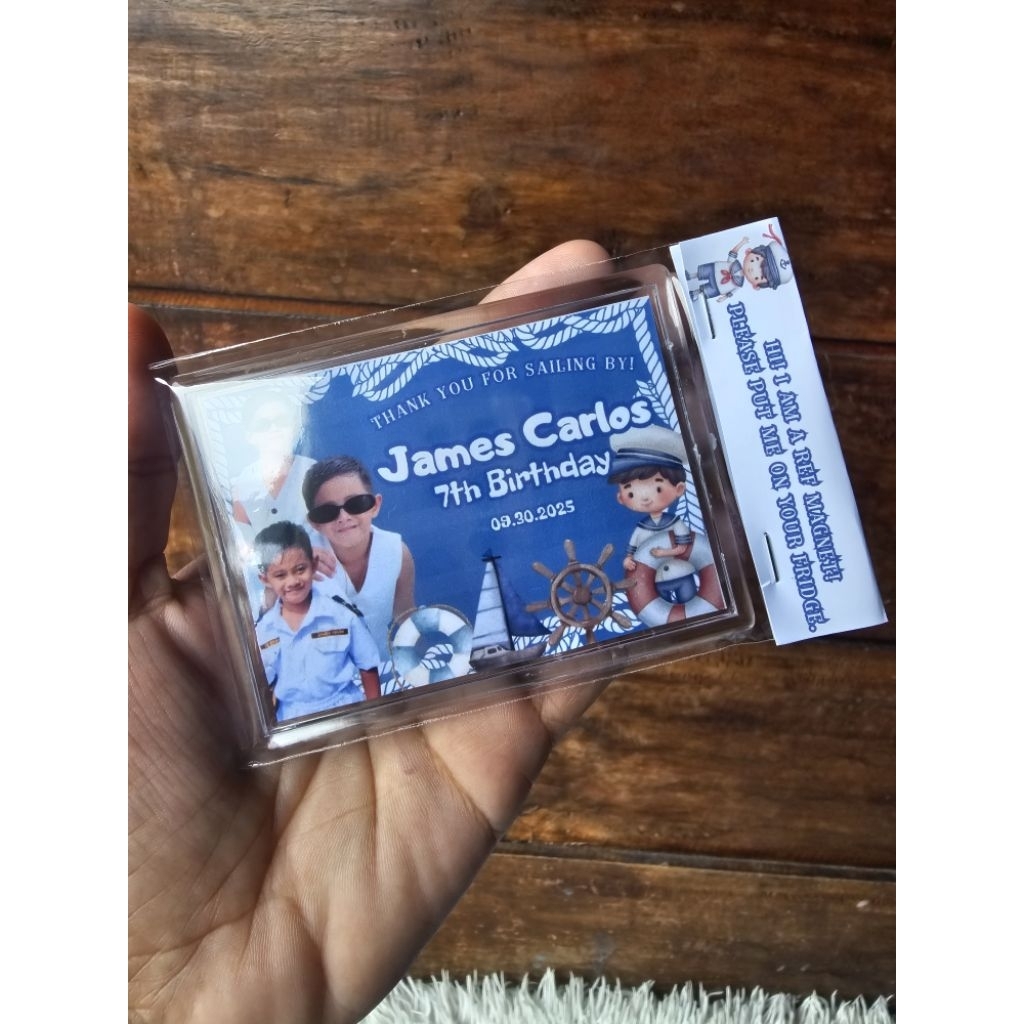 THANK YOU FOR SAILING BY!
James Carlos
7th Birthday
09.30.2025
HI! I AM A REF MAGNET!
PLEASE PUT ME ON YOUR FRIDGE.